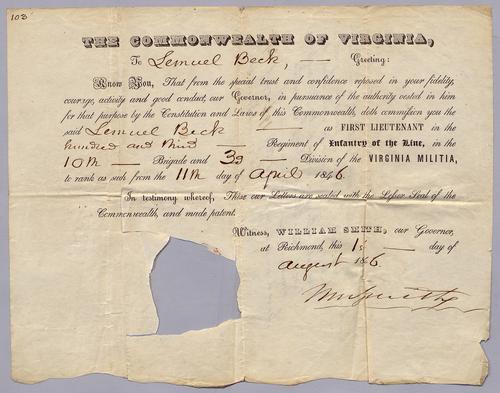 103
THE COMMONWEALTH OF VIRGINIA,
To Lemuel Beck, — Greeting:
Know You, That from the special trust and confidence reposed in your fidelity,
courage, activity and good conduct, our Governor, in pursuance of the authority vested in him
for that purpose by the Constitution and Laws of this Commonwealth, doth commission you the
said Lemuel Beck — as FIRST LIEUTENANT in the
hundred and third — Regiment of Infantry of the Line, in the
10th — Brigade and 3d — Division of the VIRGINIA MILITIA,
to rank as such from the 11th day of April 1846.
In testimony whereof, These our Letters are sealed with the Lesser Seal of the
Commonwealth, and made patent.
Witness, WILLIAM SMITH, our Governor,
at Richmond, this — day of
August 1846.
Wm Smith